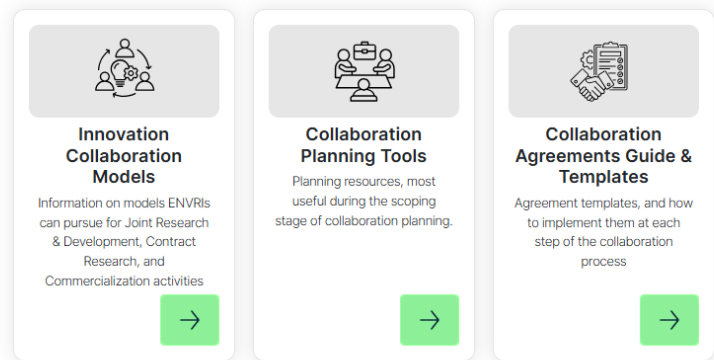 Innovation
Collaboration
Models
Information on models ENVRIs
can pursue for Joint Research
& Development, Contract
Research, and
Commercialization activities
Collaboration
Planning Tools
Planning resources, most
useful during the scoping
stage of collaboration planning.
Collaboration
Agreements Guide &
Templates
Agreement templates, and how
to implement them at each
step of the collaboration
process